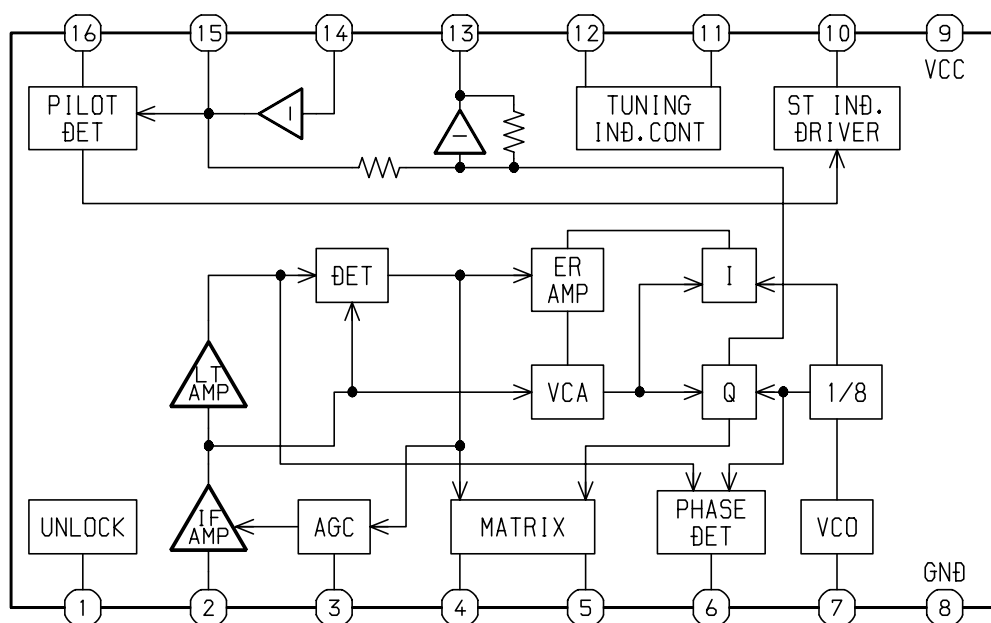 16 15 14 13 12 11 10 9
VCC
PILOT
DET
TUNING
IND.CONT
ST IND.
DRIVER
DET
ER
AMP
I
LT
AMP
VCA
Q
1/8
UNLOCK
IF
AMP
AGC
MATRIX
PHASE
DET
VCO
GND
1 2 3 4 5 6 7 8